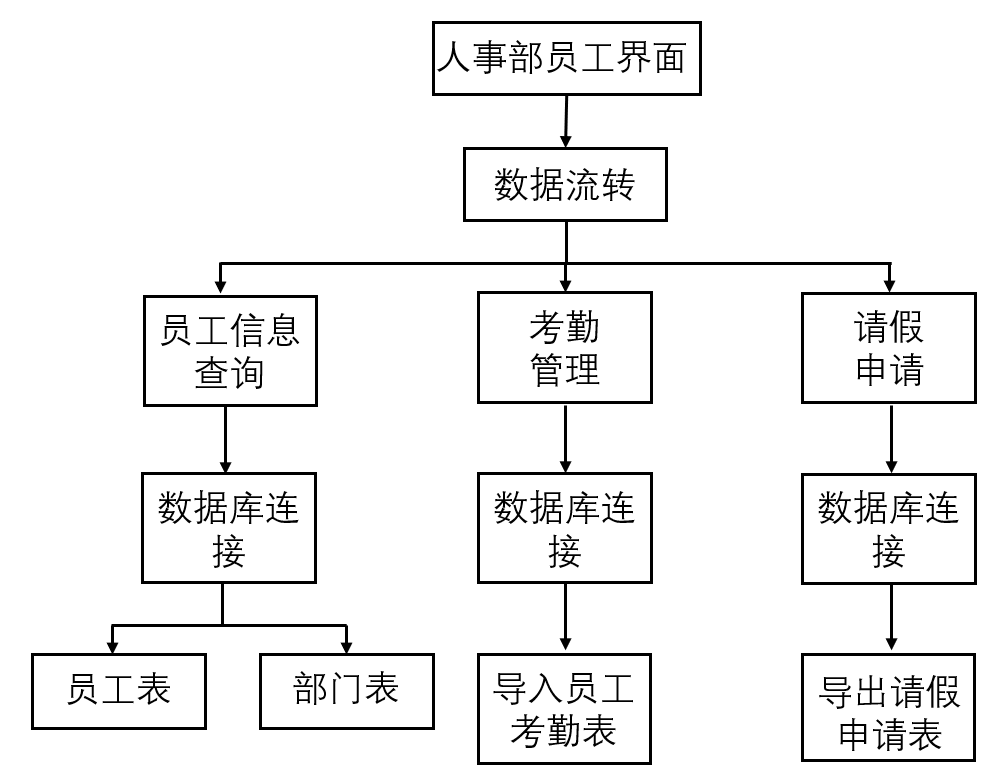 人事部员工界面
数据流转
员工信息
查询
考勤
管理
请假
申请
数据库连
接
数据库连
接
数据库连
接
员工表
部门表
导入员工
考勤表
导出请假
申请表